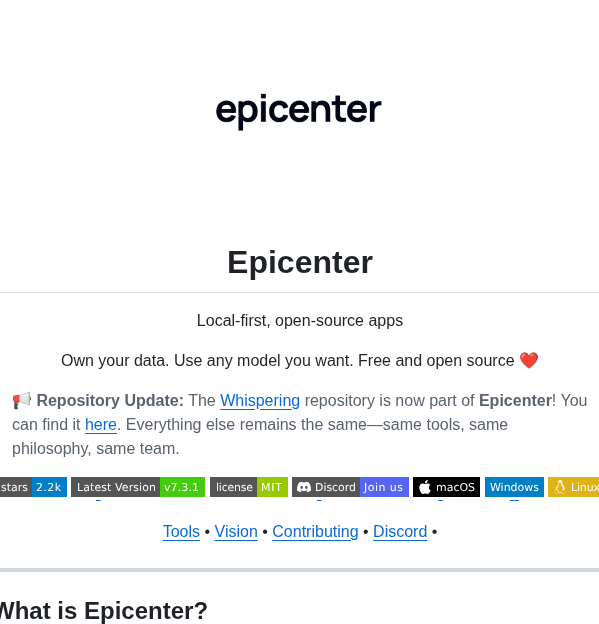 epicenter
Epicenter
Local-first, open-source apps
Own your data. Use any model you want. Free and open source ❤️
📢 Repository Update: The Whispering repository is now part of Epicenter! You
can find it here. Everything else remains the same—same tools, same
philosophy, same team.
stars 2.2k Latest Version v7.3.1 license MIT Discord Join us macOS Windows Linux
Tools • Vision • Contributing • Discord •
What is Epicenter?